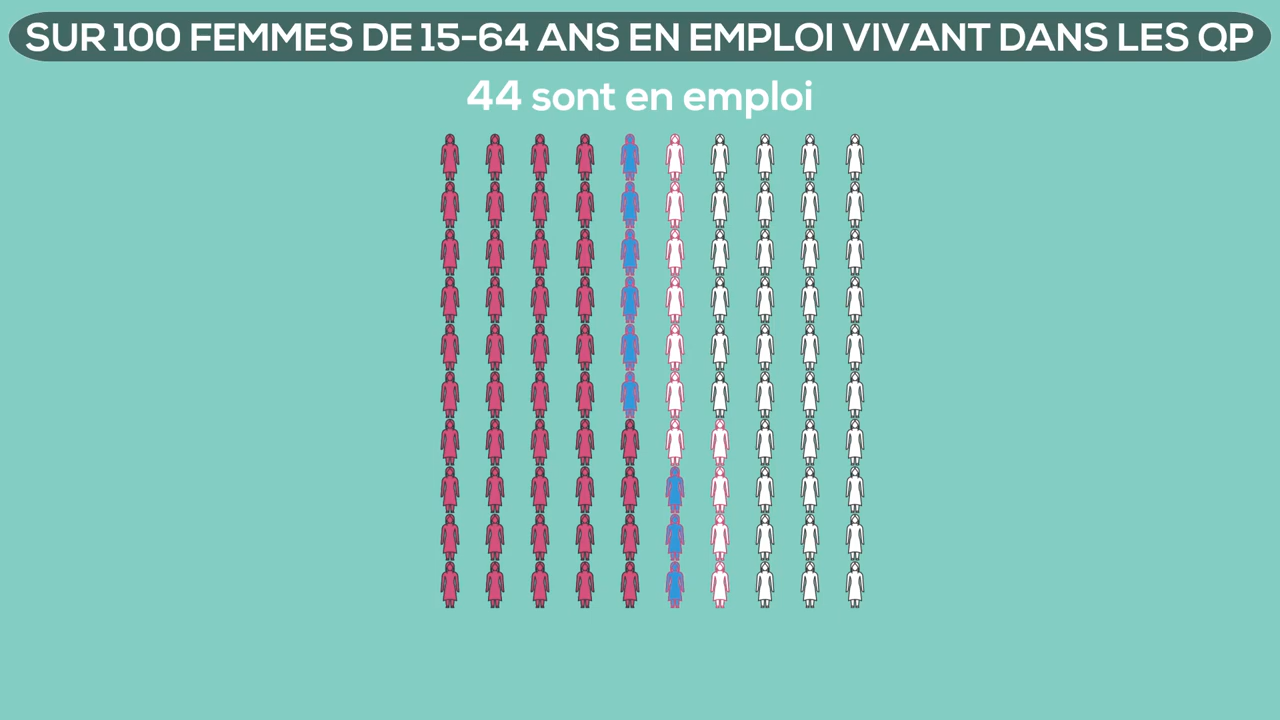 SUR 100 FEMMES DE 15-64 ANS EN EMPLOI VIVANT DANS LES QP
44 sont en emploi